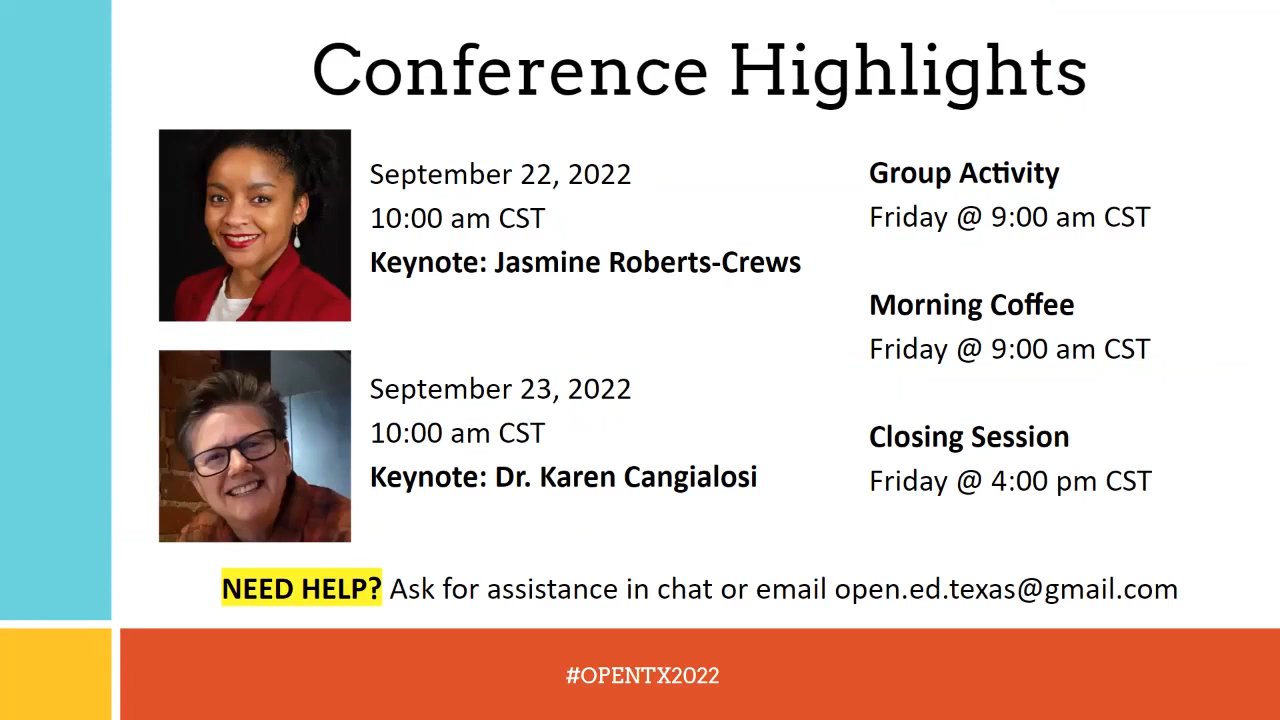 Conference Highlights
September 22, 2022
10:00 am CST
Keynote: Jasmine Roberts-Crews
September 23, 2022
10:00 am CST
Keynote: Dr. Karen Cangialosi
Group Activity
Friday @ 9:00 am CST
Morning Coffee
Friday @ 9:00 am CST
Closing Session
Friday @ 4:00 pm CST
NEED HELP? Ask for assistance in chat or email open.ed.texas@gmail.com
#OPENTX2022